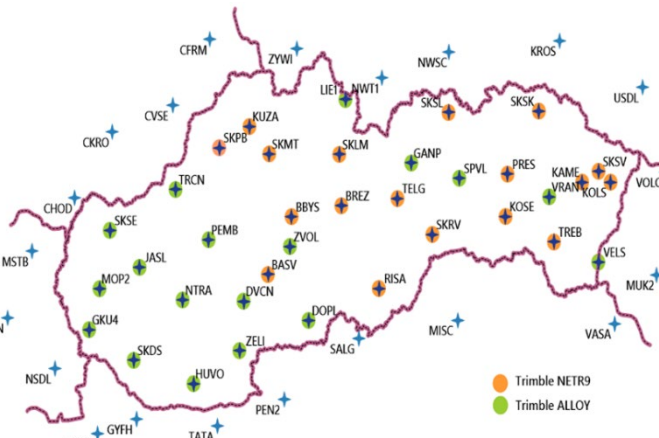 CFRM
ZYWI
NWSC
KROS
LIE1
NWT1
USDL
CVSE
KUZA
SKSL
SKSK
CKRO
SKPB
SKMT
SKLM
GANP
SPVL
PRES
KAME
SKSV
TRCN
VRAN
KOLS
VOLO
CHOD
BBYS
BREZ
TELG
KOSE
SKSE
PEMB
ZVOL
SKRV
TREB
MSTB
JASL
BASV
VELS
MOP2
NTRA
DVCN
RISA
MUK2
GKU4
DOPL
MISC
VASA
N
SKDS
ZELI
SALG
NSDL
HUVO
PEN2
GYFH
TATA
Trimble NETR9
Trimble ALLOY